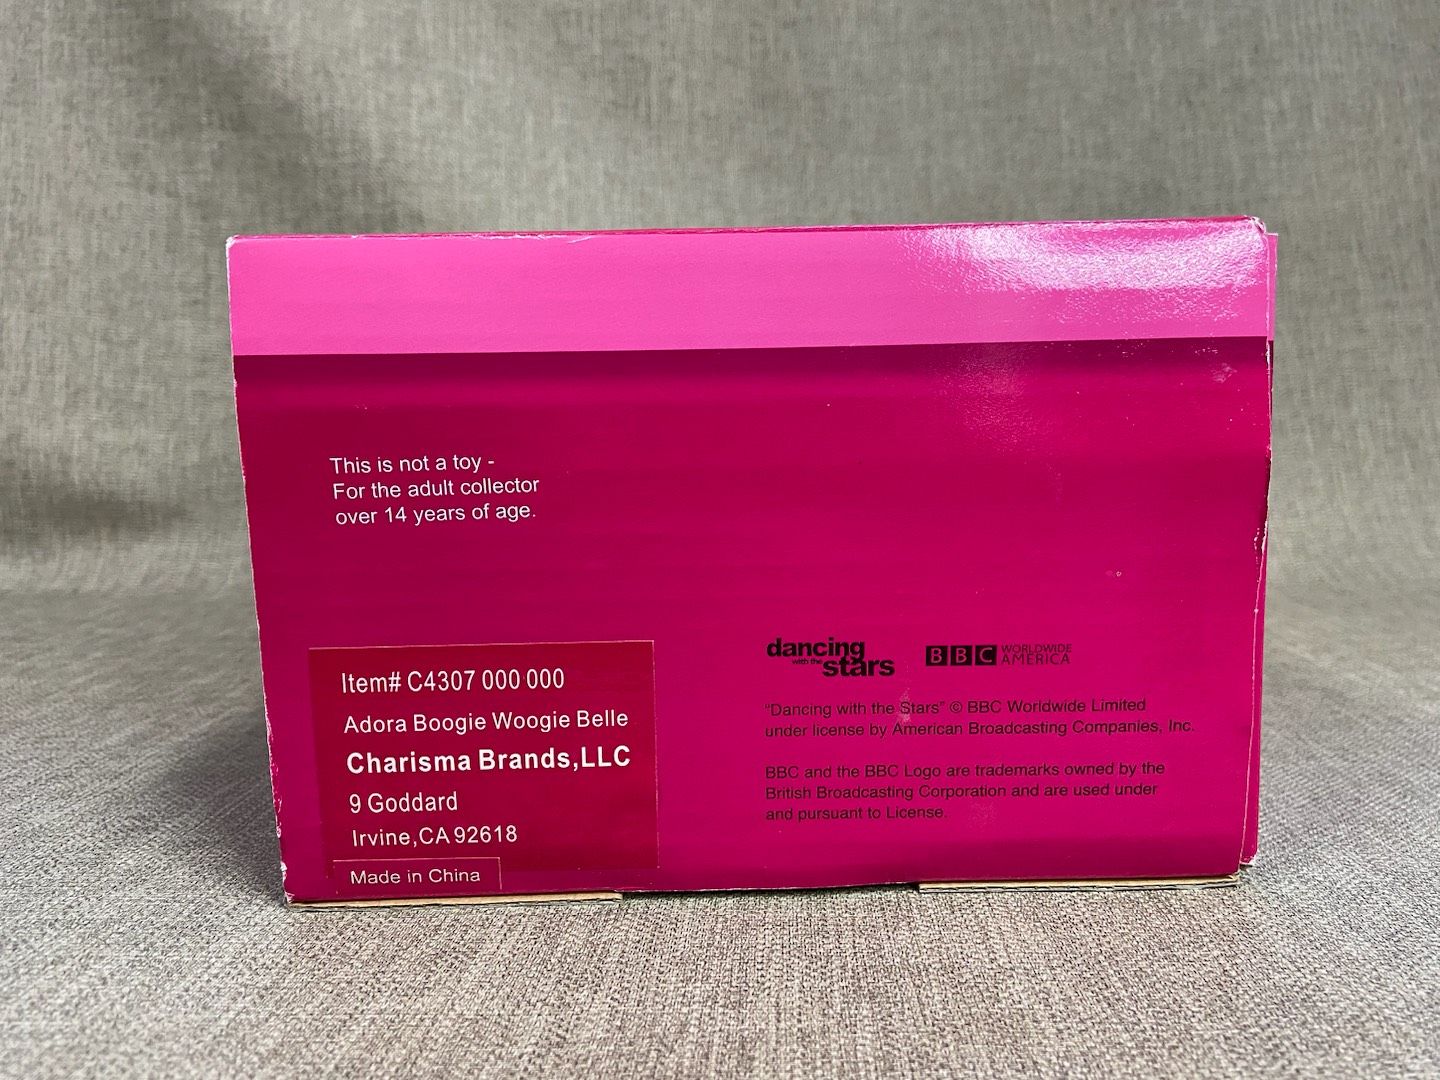 This is not a toy -
For the adult collector
over 14 years of age.
Item# C4307 000 000
Adora Boogie Woogie Belle
Charisma Brands,LLC
9 Goddard
Irvine,CA 92618
Made in China
dancing
with the
stars
BBC WORLDWIDE
AMERICA
“Dancing with the Stars” © BBC Worldwide Limited
under license by American Broadcasting Companies, Inc.
BBC and the BBC Logo are trademarks owned by the
British Broadcasting Corporation and are used under
and pursuant to License.